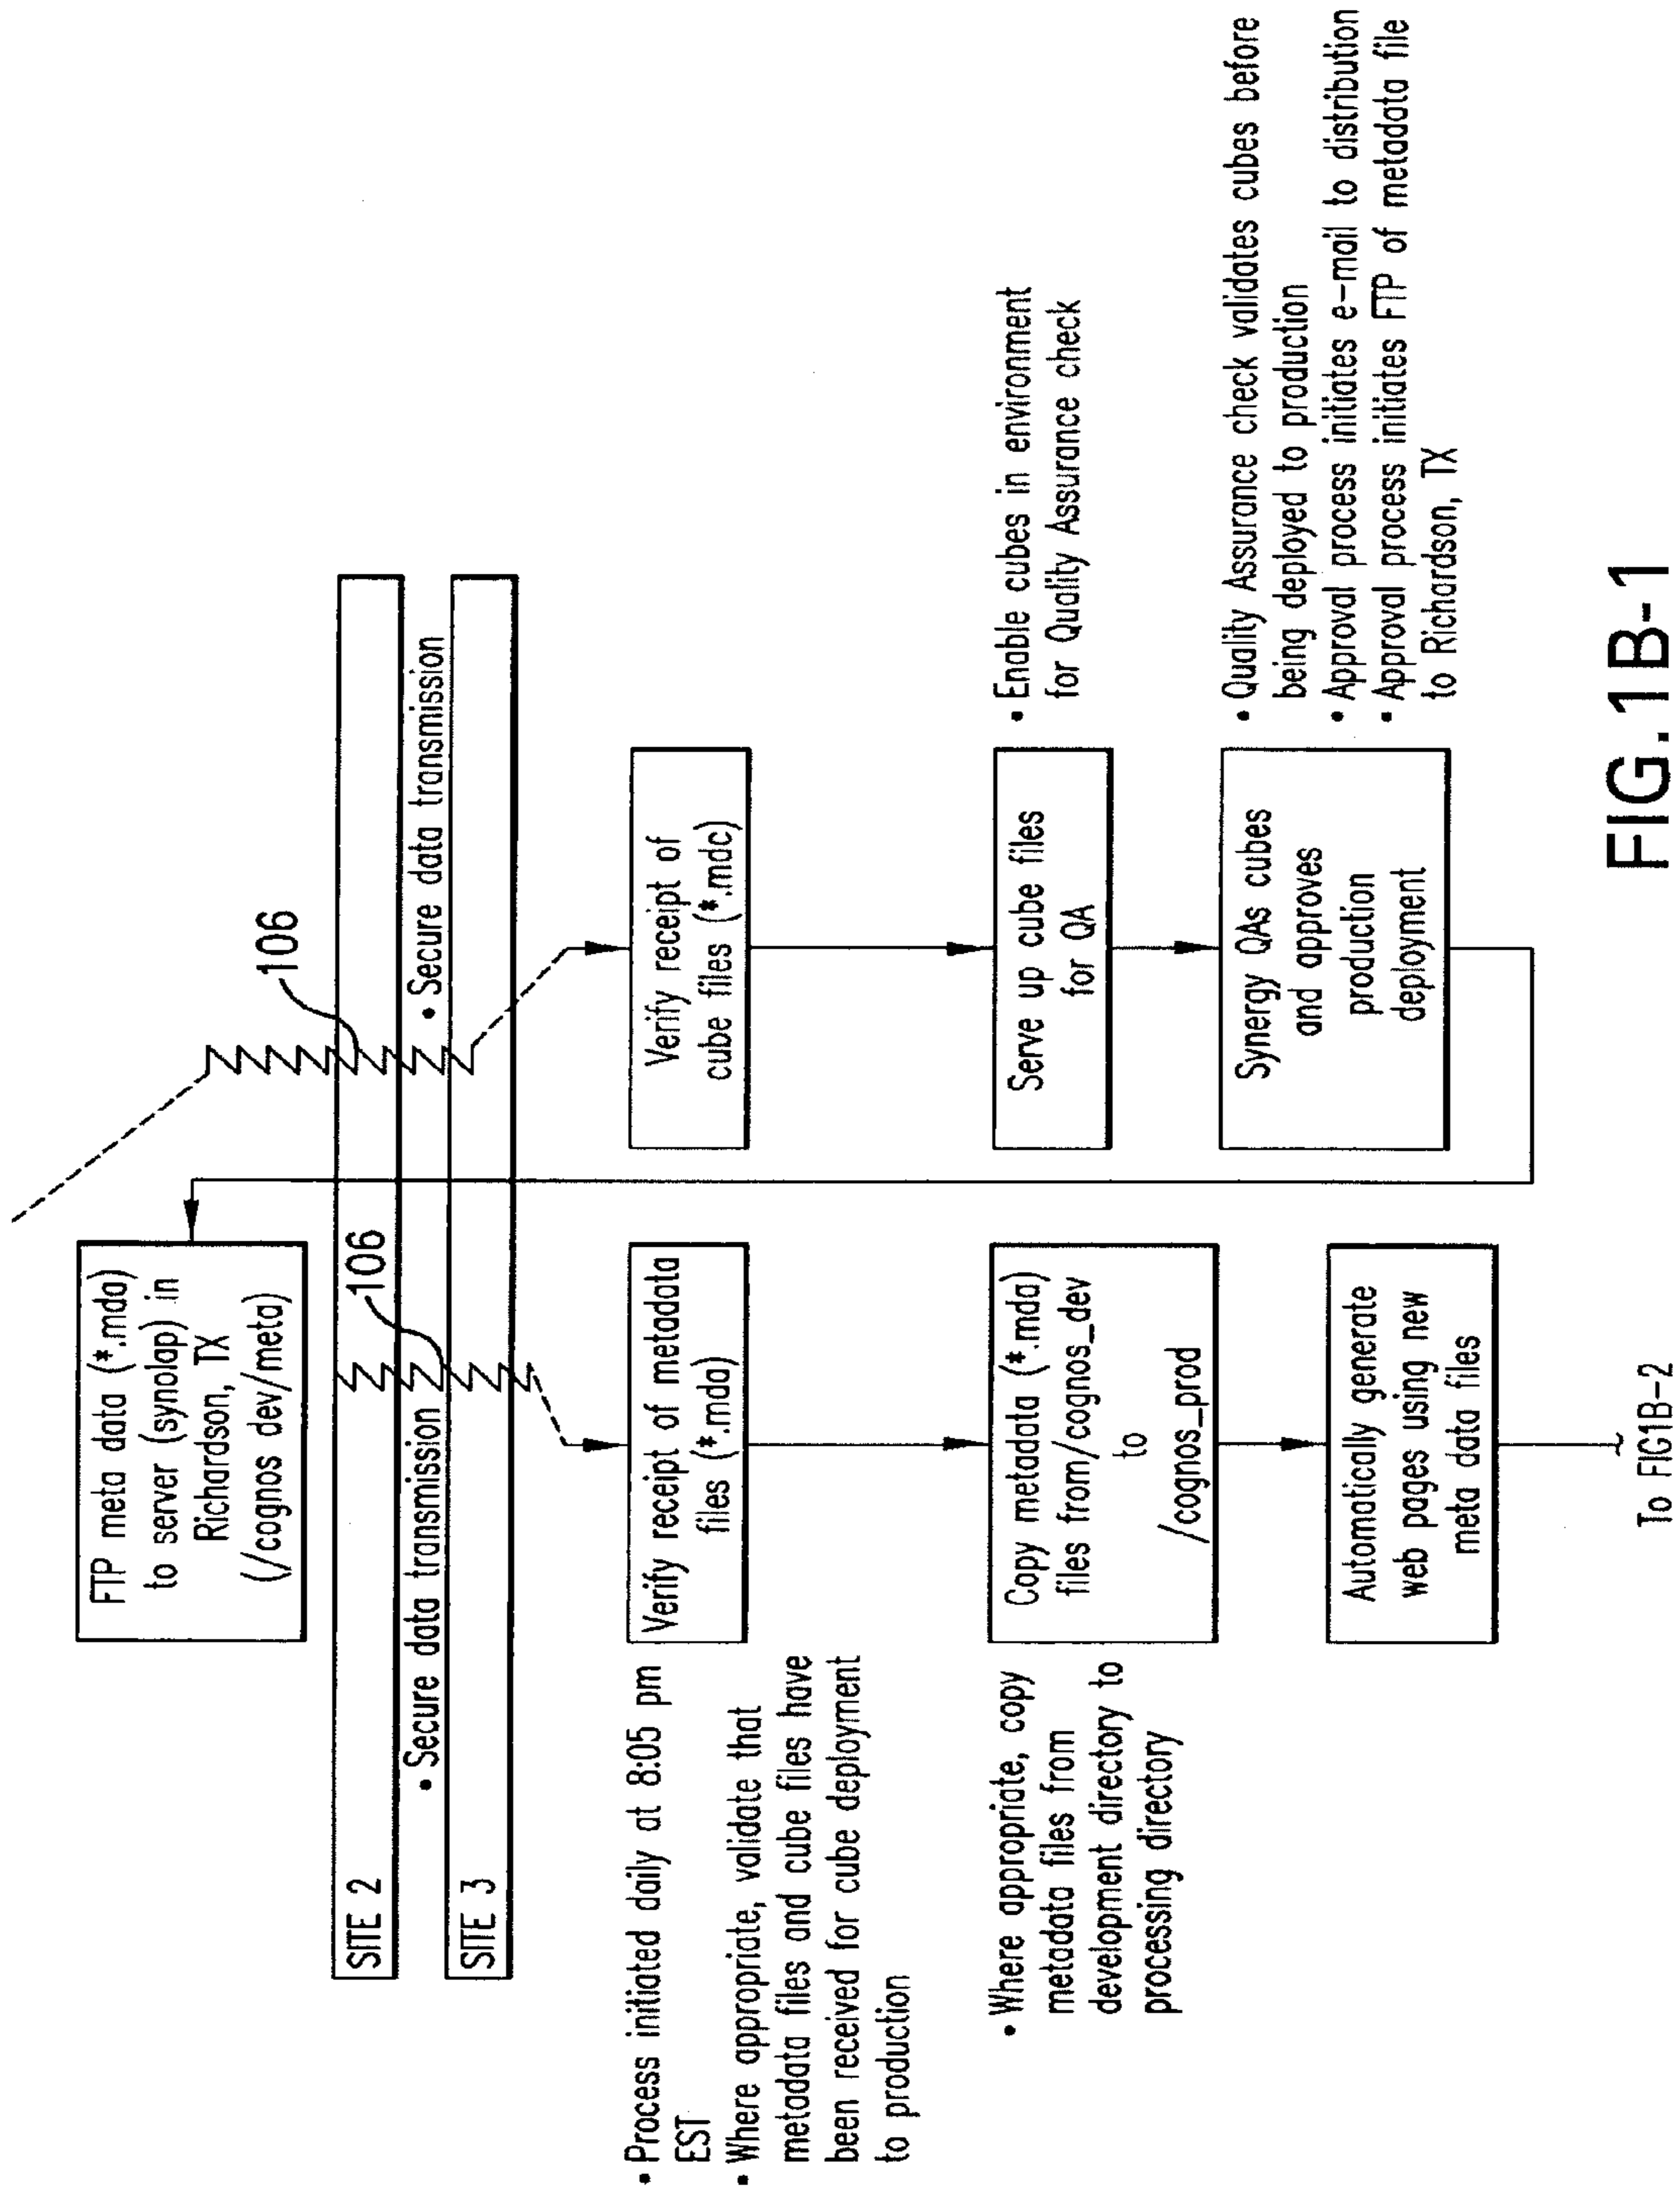 FTP meta data (*.mda)
to server (synolap) in
Richardson, TX
(/cognos dev/meta)
106
SITE 2
106
• Secure data transmission
• Secure data transmission
SITE 3
• Process initiated daily at 8:05 pm
EST
• Where appropriate, validate that
metadata files and cube files have
been received for cube deployment
to production
Verify receipt of metadata
files (*.mda)
Verify receipt of
cube files (*.mdc)
• Where appropriate, copy
metadata files from
development directory to
processing directory
Copy metadata (*.mda)
files from/cognos_dev
to
/cognos_prod
Serve up cube files
for QA
• Enable cubes in environment
for Quality Assurance check
Synergy QAs cubes
and approves
production
deployment
• Quality Assurance check validates cubes before
being deployed to production
• Approval process initiates e-mail to distribution
• Approval process initiates FTP of metadata file
to Richardson, TX
Automatically generate
web pages using new
meta data files
To FIG1B-2
FIG.1B-1